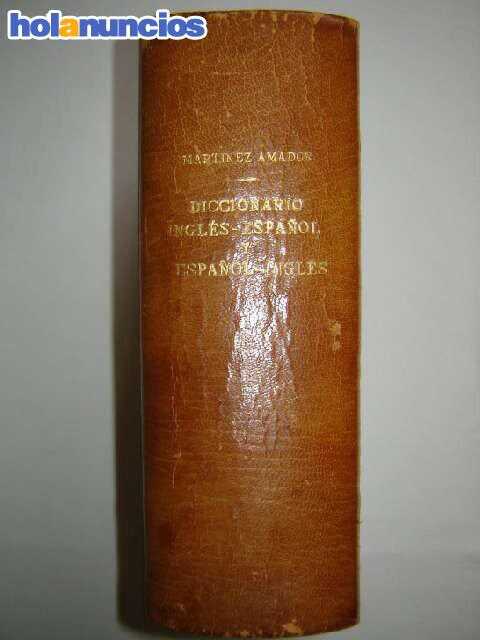 holanuncios
MARTINEZ AMADOR
DICCIONARIO
INGLÉS-ESPAÑOL
Y
ESPAÑOL-INGLÉS